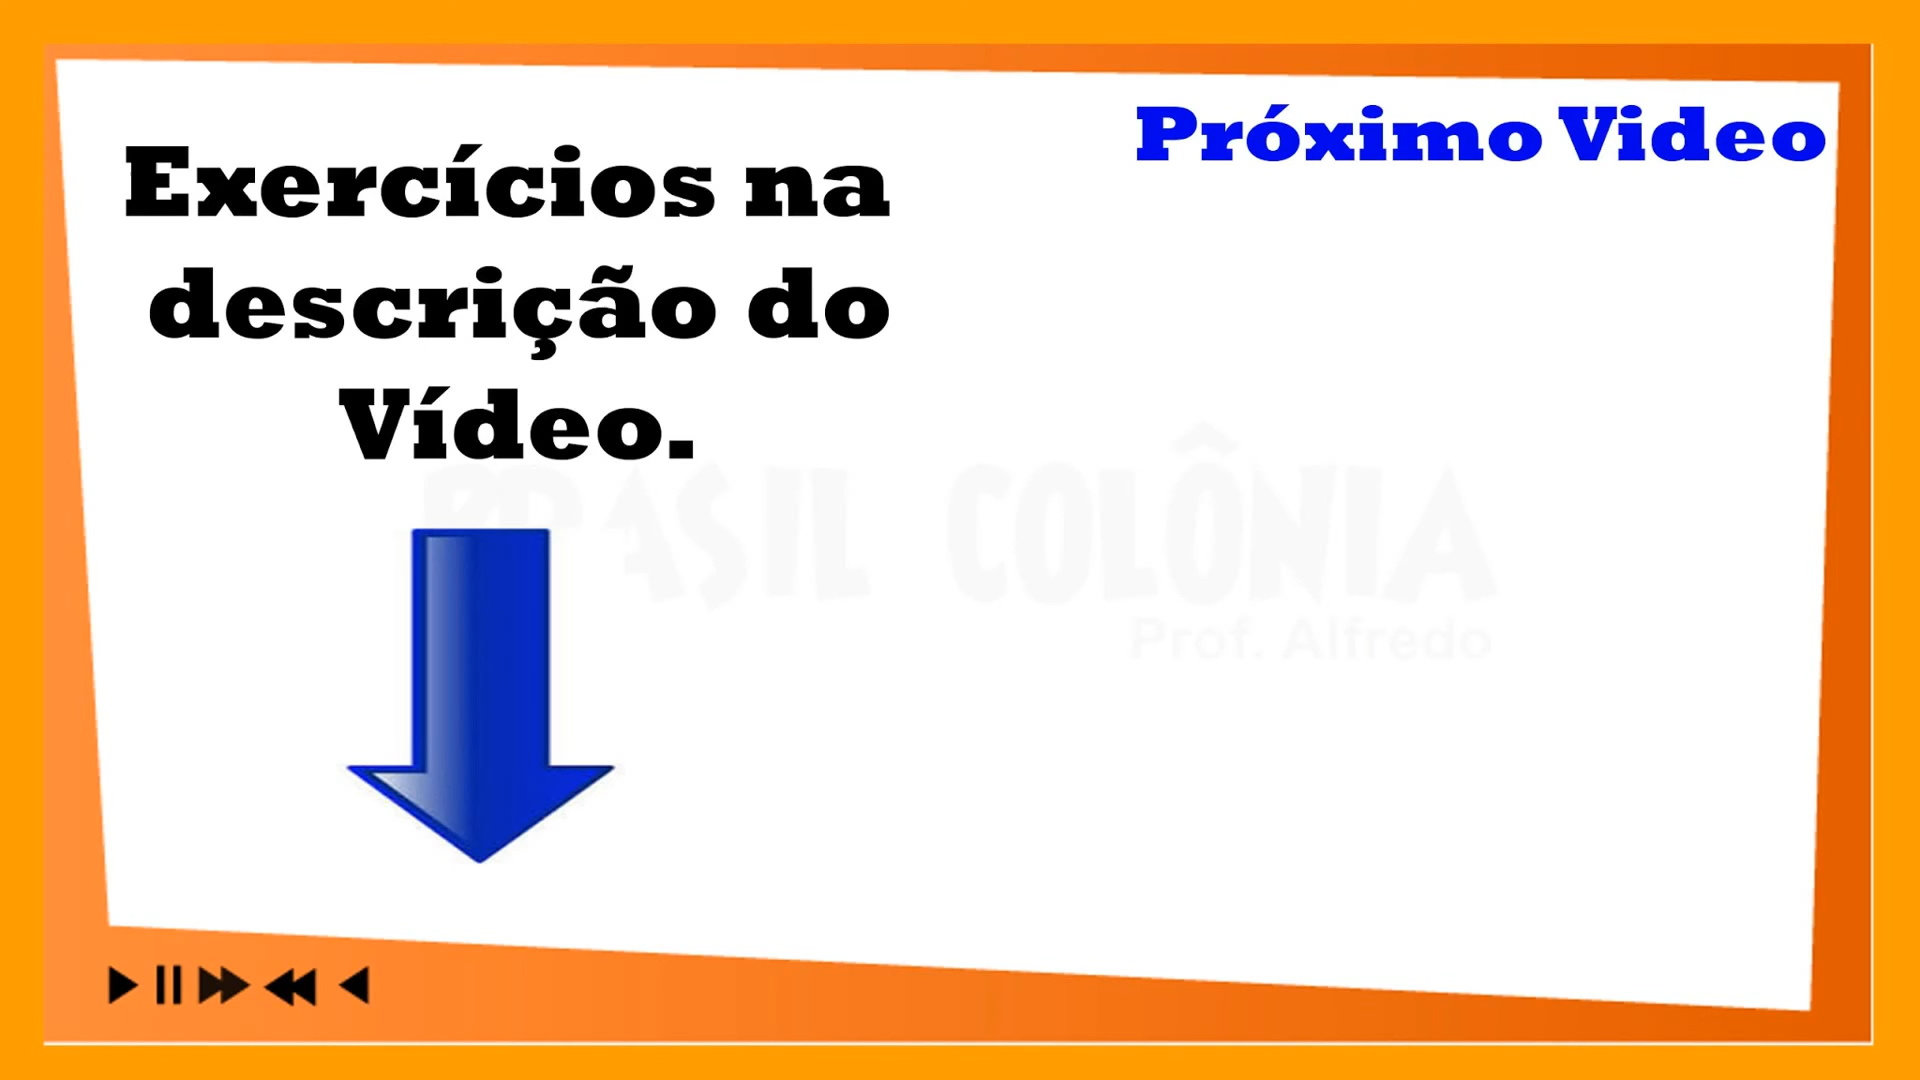 Próximo Video
Exercícios na
descrição do
Vídeo.
BRASIL COLÔNIA
Prof. Alfredo